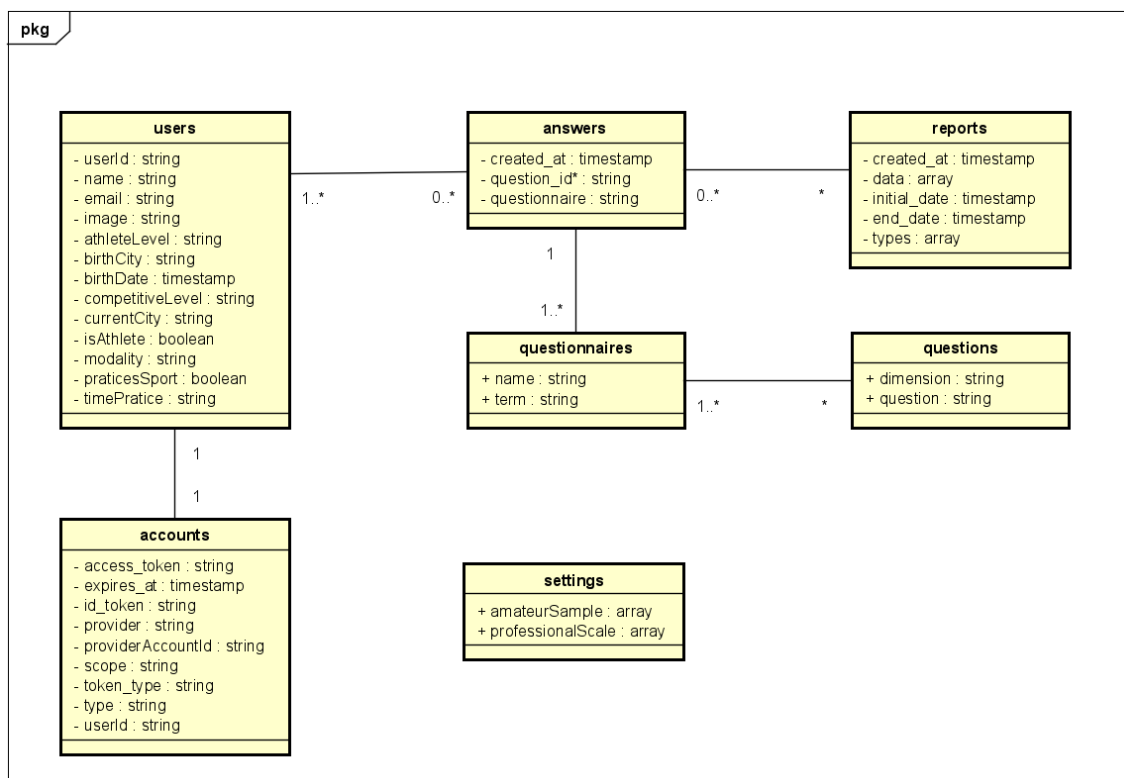 pkg
users
- userId : string
- name : string
- email : string
- image : string
- athleteLevel : string
- birthCity : string
- birthDate : timestamp
- competitiveLevel : string
- currentCity : string
- isAthlete : boolean
- modality : string
- praticesSport : boolean
- timePratice : string
1..*
0..*
answers
- created_at : timestamp
- question_id* : string
- questionnaire : string
0..*
*
reports
- created_at : timestamp
- data : array
- initial_date : timestamp
- end_date : timestamp
- types : array
1
1..*
questionnaires
+ name : string
+ term : string
1..*
*
questions
+ dimension : string
+ question : string
1
1
accounts
- access_token : string
- expires_at : timestamp
- id_token : string
- provider : string
- providerAccountId : string
- scope : string
- token_type : string
- type : string
- userId : string
settings
+ amateurSample : array
+ professionalScale : array